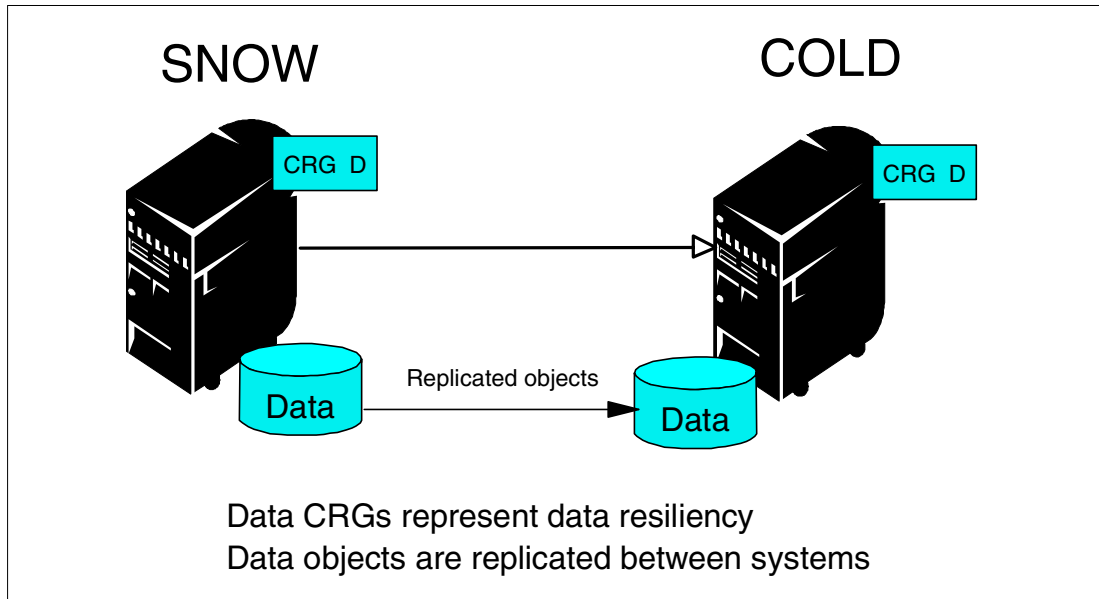 SNOW
COLD
CRG D
CRG D
Replicated objects
Data
Data
Data CRGs represent data resiliency
Data objects are replicated between systems